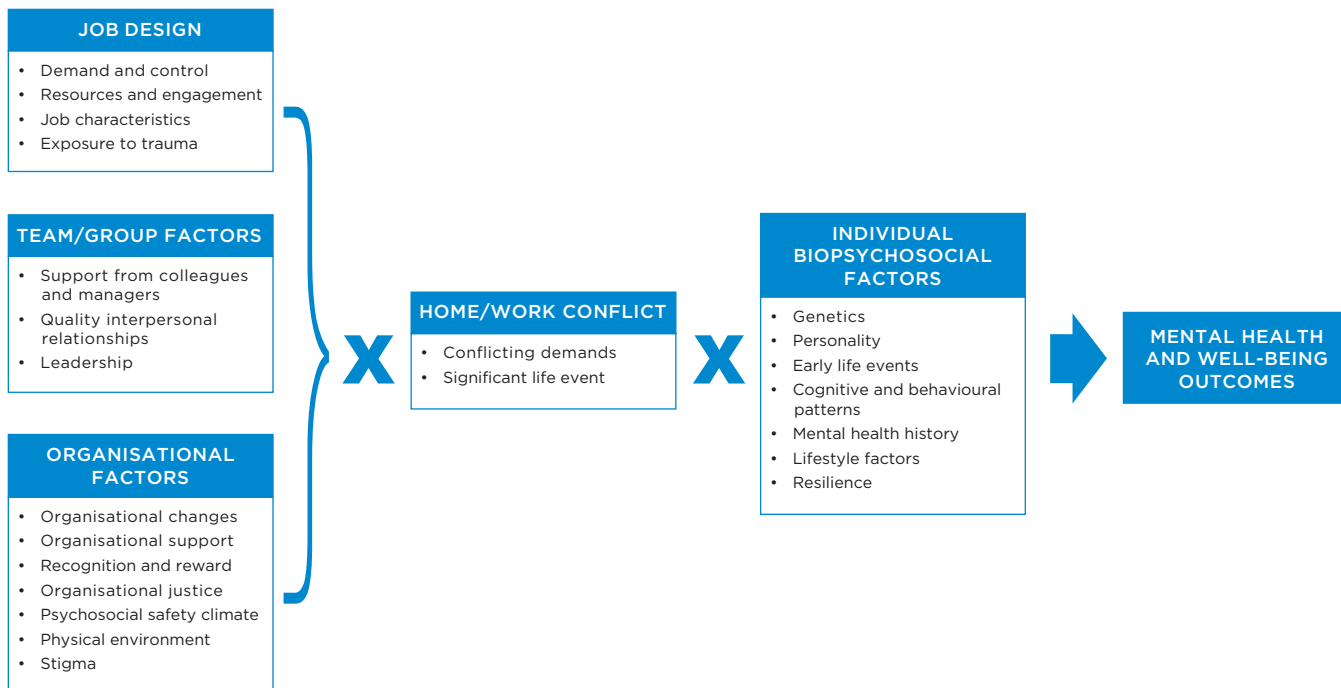 JOB DESIGN
• Demand and control
• Resources and engagement
• Job characteristics
• Exposure to trauma
TEAM/GROUP FACTORS
• Support from colleagues
and managers
• Quality interpersonal
relationships
• Leadership
ORGANISATIONAL
FACTORS
• Organisational changes
• Organisational support
• Recognition and reward
• Organisational justice
• Psychosocial safety climate
• Physical environment
• Stigma
X
HOME/WORK CONFLICT
• Conflicting demands
• Significant life event
X
INDIVIDUAL
BIOPSYCHOSOCIAL
FACTORS
• Genetics
• Personality
• Early life events
• Cognitive and behavioural
patterns
• Mental health history
• Lifestyle factors
• Resilience
MENTAL HEALTH
AND WELL-BEING
OUTCOMES